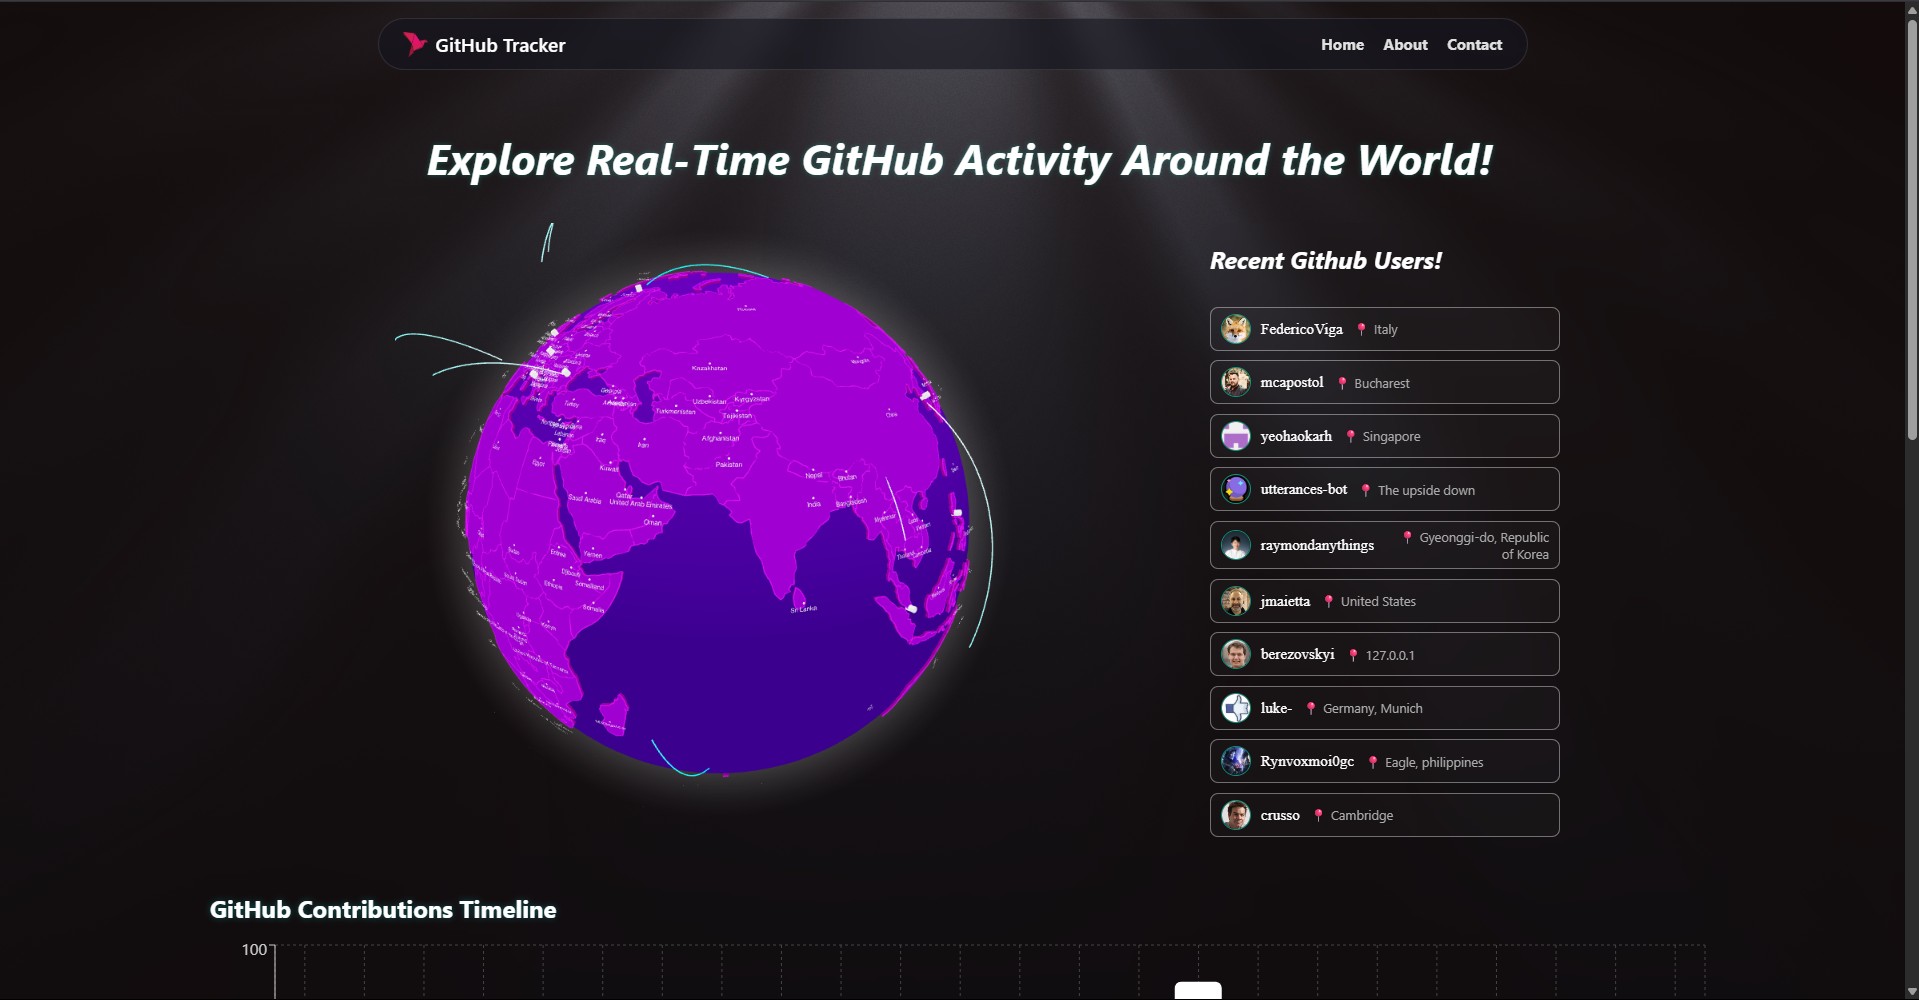 GitHub Tracker
Home
About
Contact
Explore Real-Time GitHub Activity Around the World!
Recent Github Users!
FedericoViga
Italy
mcapostol
Bucharest
yeohaokarh
Singapore
utterances-bot
The upside down
raymondanythings
Gyeonggi-do, Republic
of Korea
jmaietta
United States
berezovskyi
127.0.0.1
luke-
Germany, Munich
Rynvoxmoi0gc
Eagle, philippines
crusso
Cambridge
Kazakhstan
Mongolia
Georgia
Turkey
Turkmenistan
Uzbekistan
Kyrgyzstan
Tajikistan
Afghanistan
Iraq
Iran
Lebanon
Kuwait
Pakistan
Egypt
Saudi Arabia
Qatar
United Arab Emirates
Oman
Nepal
Bhutan
India
Bangladesh
Myanmar
Thailand
Sudan
Eritrea
Yemen
Djibouti
Ethiopia
Somaliland
Somalia
Kenya
Sri Lanka
GitHub Contributions Timeline
100